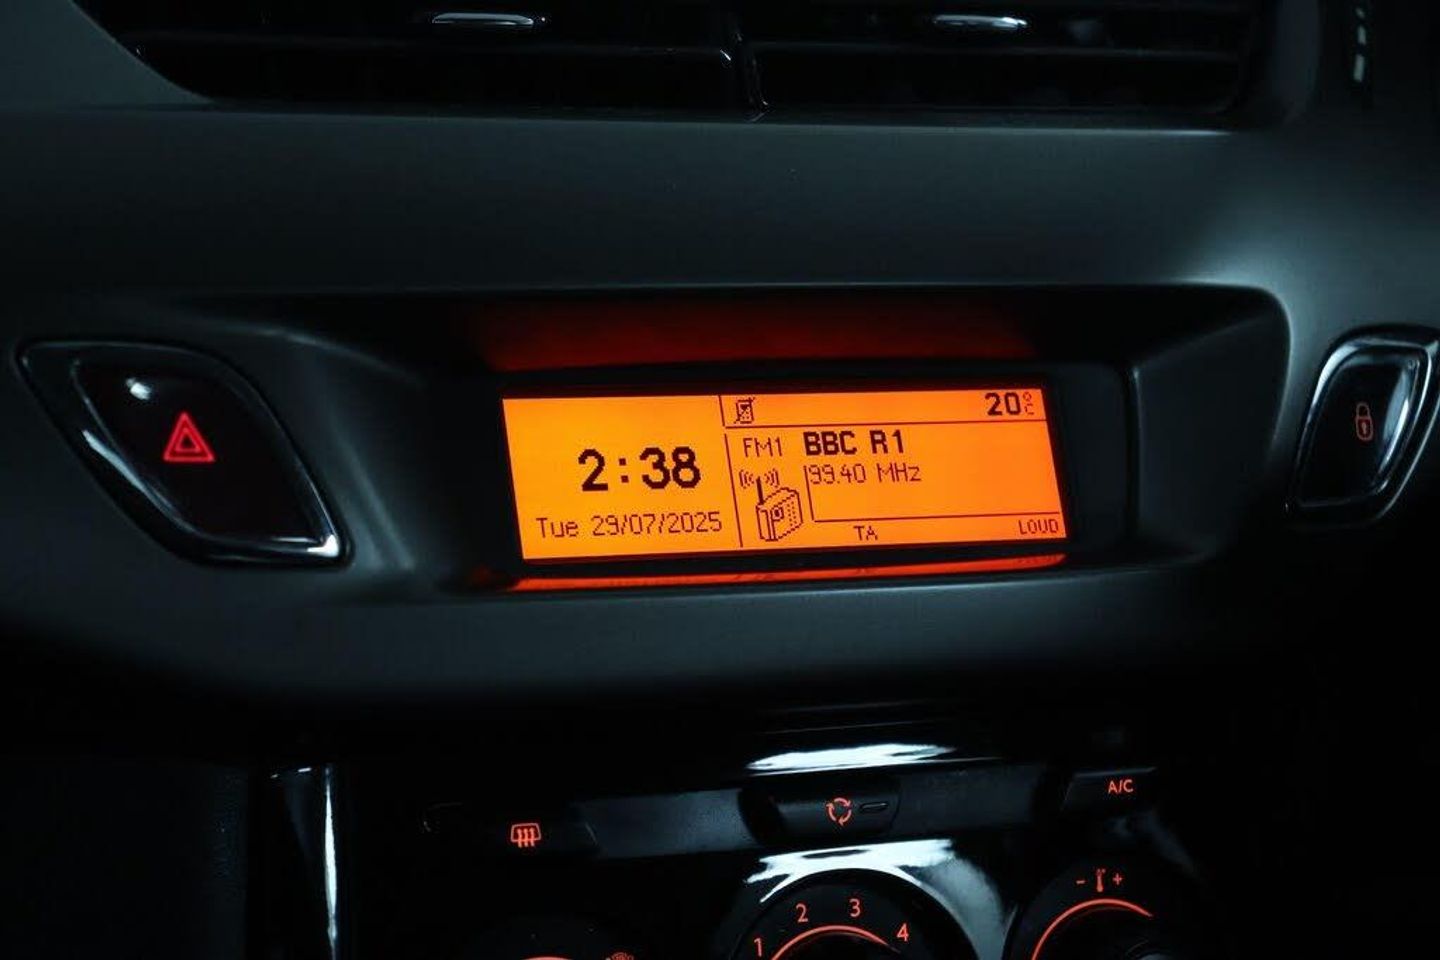 20°C
2:38
FM1 BBC R1
99.40 MHz
Tue 29/07/2025
TA LOUD
A/C
- +
1 2 3 4